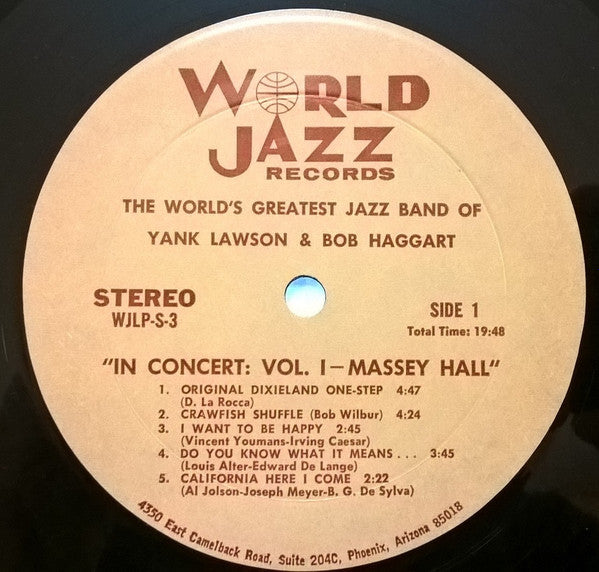 WORLD
JAZZ
RECORDS
THE WORLD'S GREATEST JAZZ BAND OF
YANK LAWSON & BOB HAGGART
STEREO
WJLP-S-3
SIDE 1
Total Time: 19:48
"IN CONCERT: VOL. I—MASSEY HALL"
1. ORIGINAL DIXIELAND ONE-STEP 4:47
(D. La Rocca)
2. CRAWFISH SHUFFLE (Bob Wilbur) 4:24
3. I WANT TO BE HAPPY 2:45
(Vincent Youmans-Irving Caesar)
4. DO YOU KNOW WHAT IT MEANS . . . 3:45
(Louis Alter-Edward De Lange)
5. CALIFORNIA HERE I COME 2:22
(Al Jolson-Joseph Meyer-B. G. De Sylva)
4350 East Camelback Road, Suite 204C, Phoenix, Arizona 85018